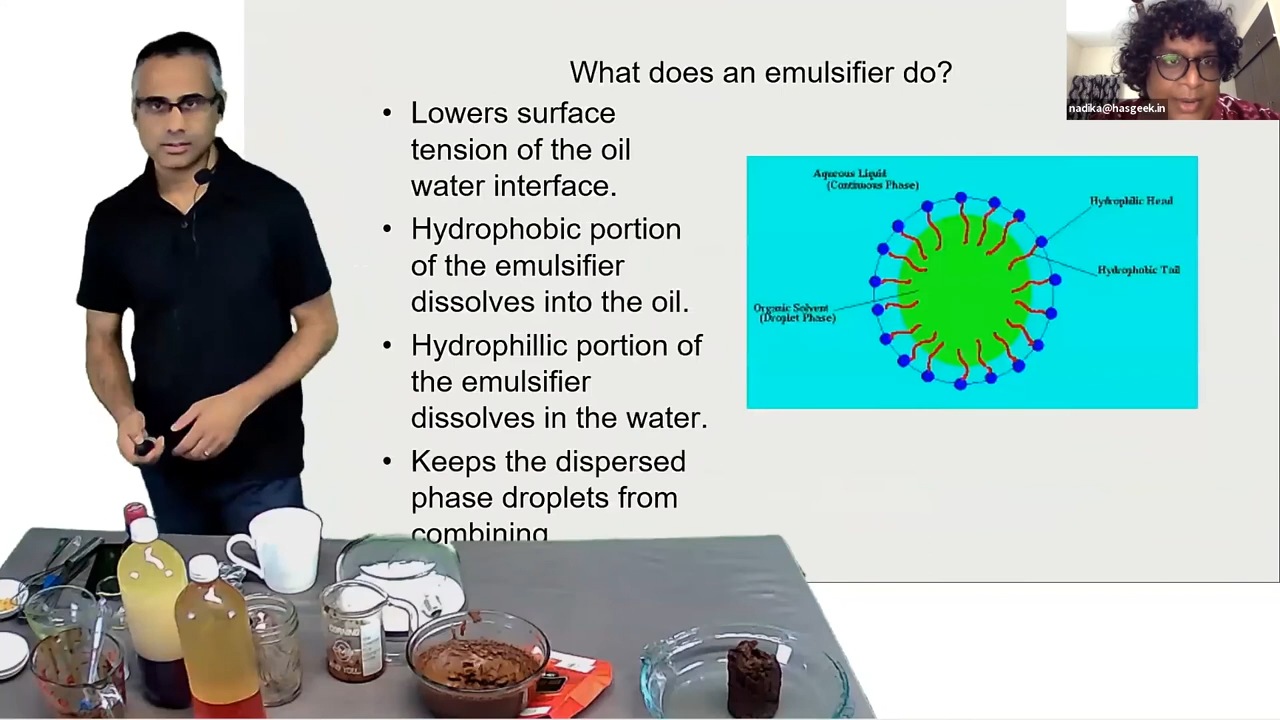 What does an emulsifier do?
• Lowers surface
tension of the oil
water interface.
• Hydrophobic portion
of the emulsifier
dissolves into the oil.
• Hydrophillic portion of
the emulsifier
dissolves in the water.
• Keeps the dispersed
phase droplets from
combining
Aqueous Liquid
(Continuous Phase)
Hydrophilic Head
Hydrophobic Tail
Organic Solvent
(Droplet Phase)
nadika@hasgeek.in